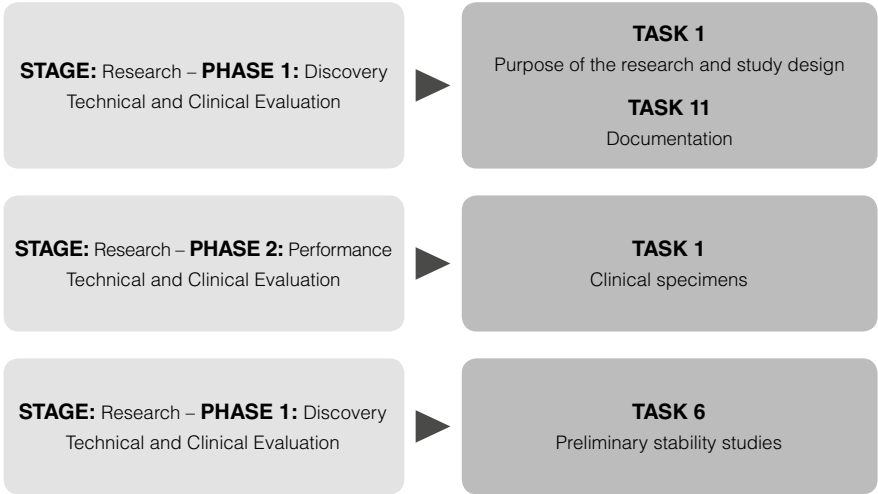 STAGE: Research – PHASE 1: Discovery
Technical and Clinical Evaluation
TASK 1
Purpose of the research and study design
TASK 11
Documentation
STAGE: Research – PHASE 2: Performance
Technical and Clinical Evaluation
TASK 1
Clinical specimens
STAGE: Research – PHASE 1: Discovery
Technical and Clinical Evaluation
TASK 6
Preliminary stability studies